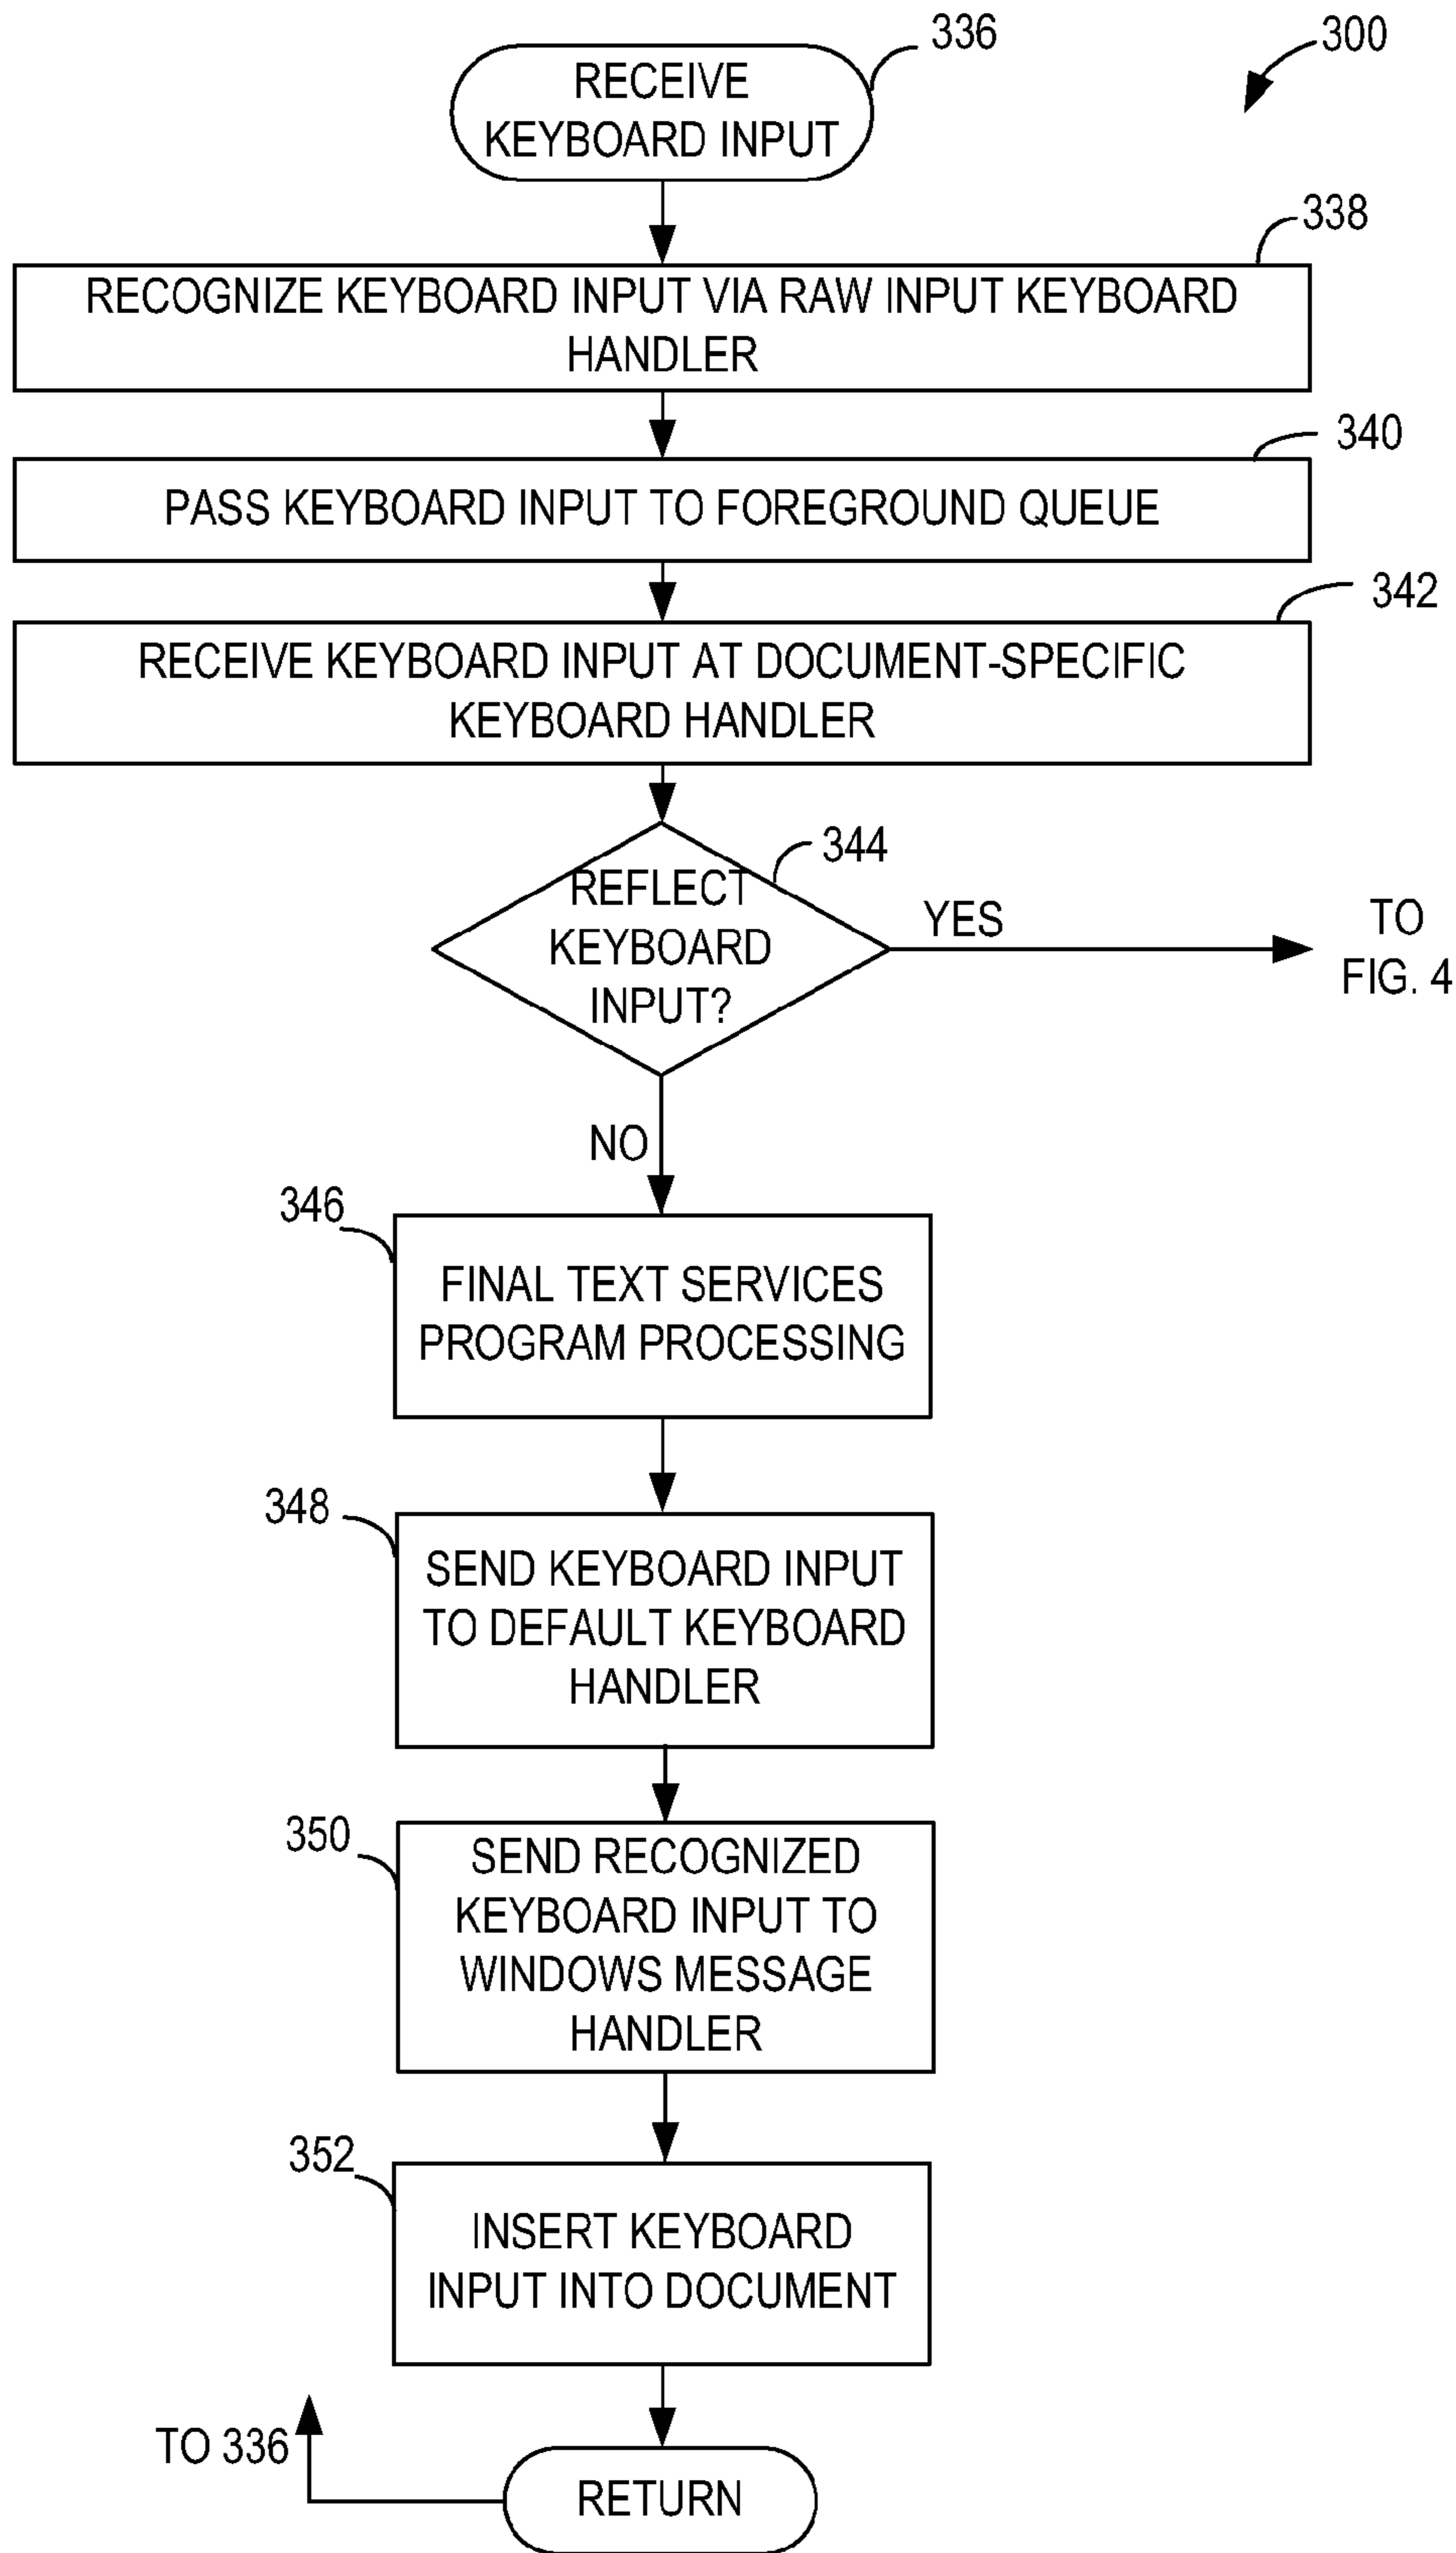 336
300
RECEIVE
KEYBOARD INPUT
338
RECOGNIZE KEYBOARD INPUT VIA RAW INPUT KEYBOARD
HANDLER
340
PASS KEYBOARD INPUT TO FOREGROUND QUEUE
342
RECEIVE KEYBOARD INPUT AT DOCUMENT-SPECIFIC
KEYBOARD HANDLER
344
REFLECT
KEYBOARD
INPUT?
YES
TO
FIG. 4
NO
346
FINAL TEXT SERVICES
PROGRAM PROCESSING
348
SEND KEYBOARD INPUT
TO DEFAULT KEYBOARD
HANDLER
350
SEND RECOGNIZED
KEYBOARD INPUT TO
WINDOWS MESSAGE
HANDLER
352
INSERT KEYBOARD
INPUT INTO DOCUMENT
TO 336
RETURN